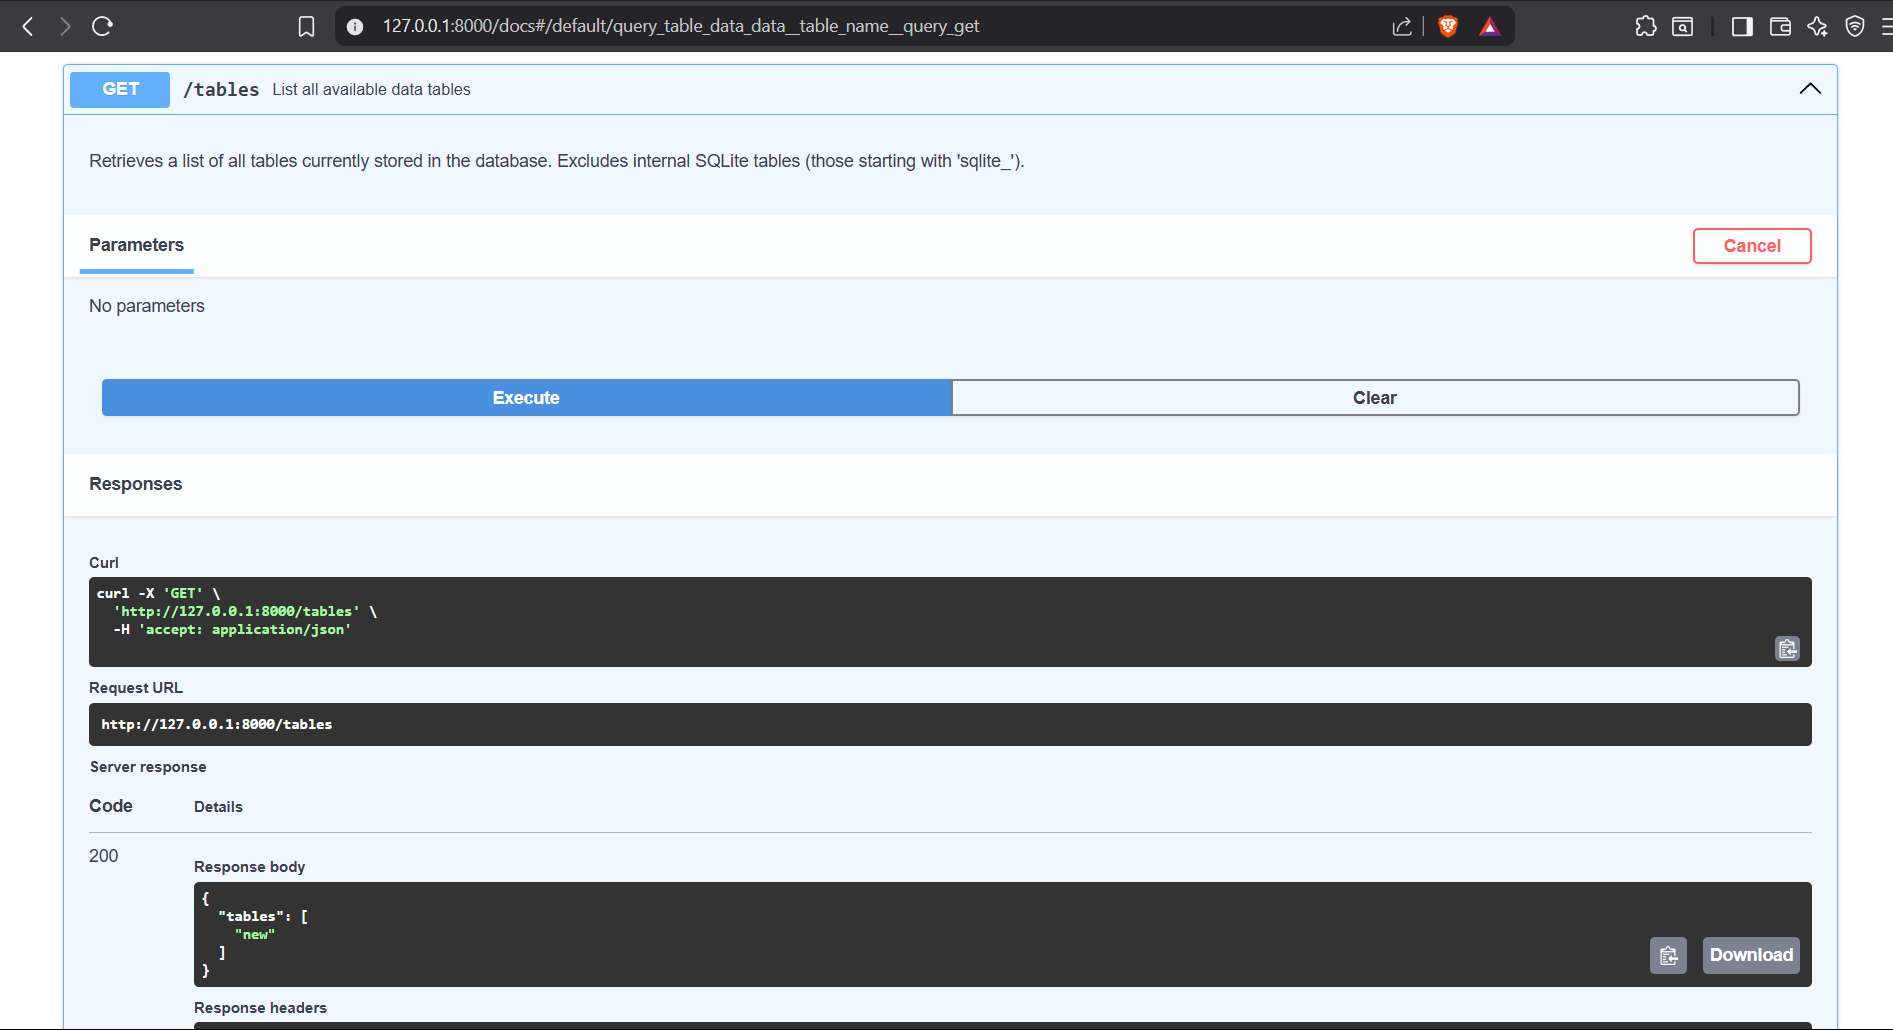 127.0.0.1:8000/docs#/default/query_table_data_data__table_name__query_get
GET /tables List all available data tables
Retrieves a list of all tables currently stored in the database. Excludes internal SQLite tables (those starting with 'sqlite_').
Parameters
Cancel
No parameters
Execute
Clear
Responses
Curl
curl -X 'GET' \
  'http://127.0.0.1:8000/tables' \
  -H 'accept: application/json'
Request URL
http://127.0.0.1:8000/tables
Server response
Code Details
200
Response body
{
  "tables": [
    "new"
  ]
}
Download
Response headers